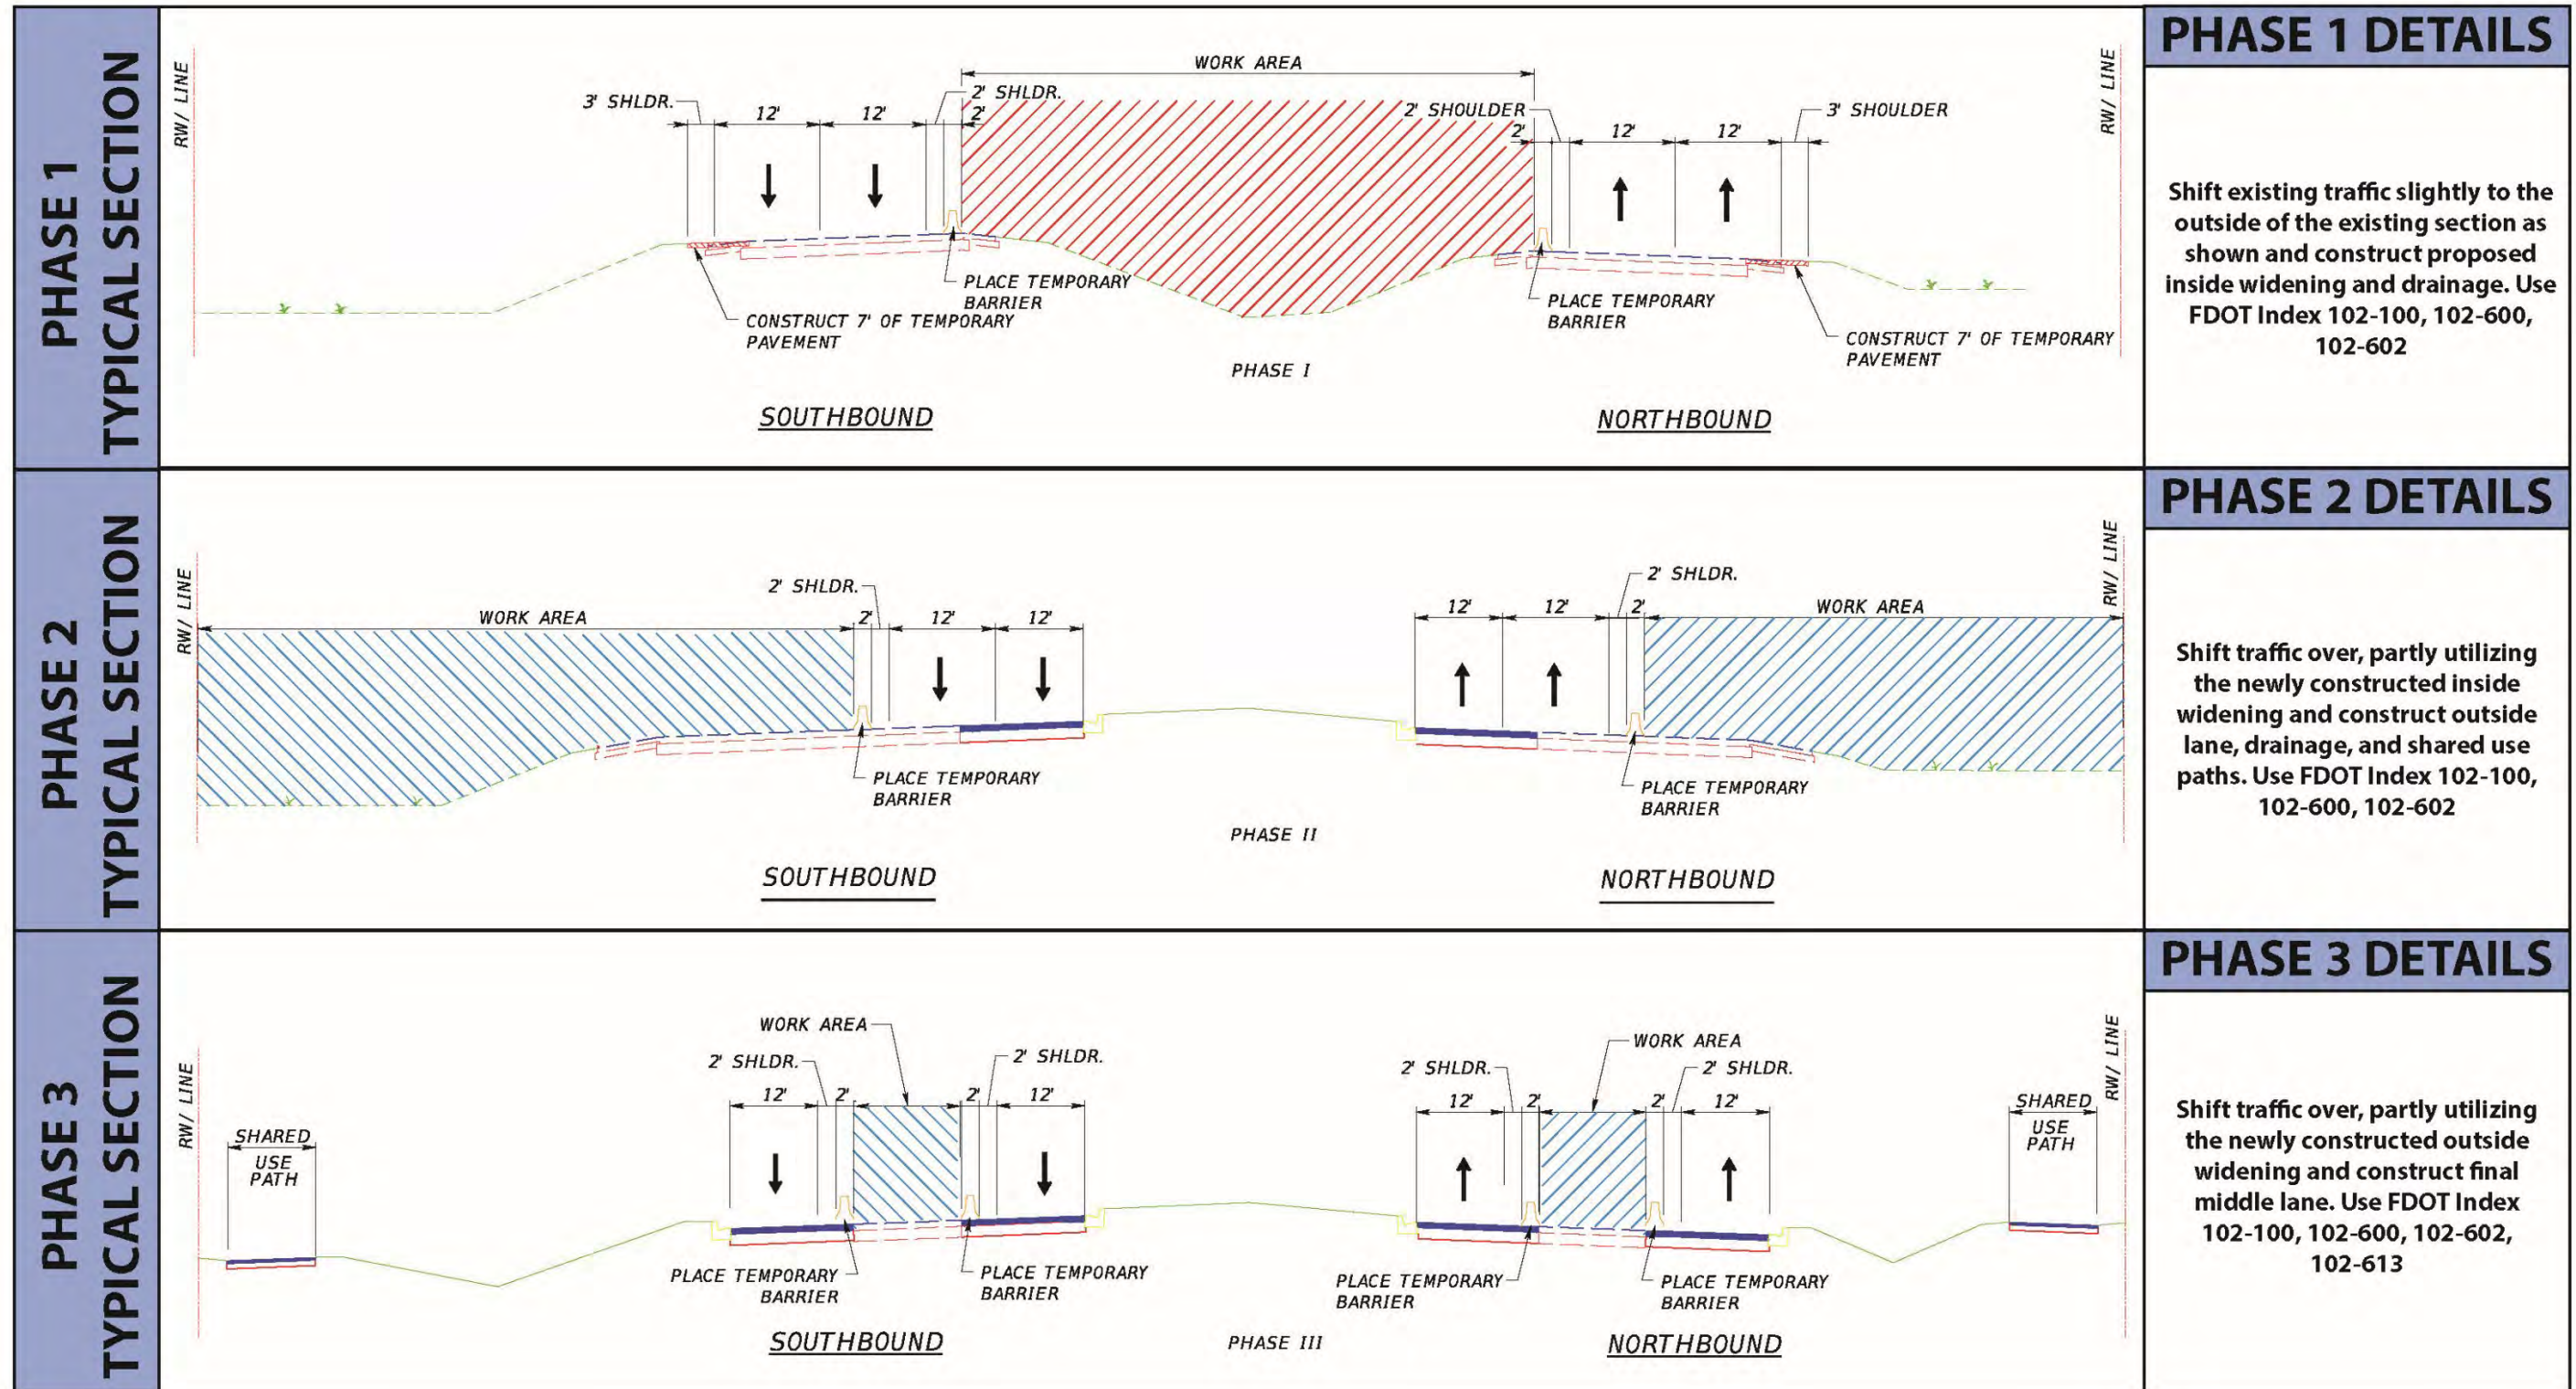 PHASE 1
TYPICAL SECTION
RW/ LINE
WORK AREA
3' SHLDR.
12'
12'
2' SHLDR.
2'
2' SHOULDER
2'
12'
12'
3' SHOULDER
RW/ LINE
PLACE TEMPORARY
BARRIER
CONSTRUCT 7' OF TEMPORARY
PAVEMENT
PLACE TEMPORARY
BARRIER
CONSTRUCT 7' OF TEMPORARY
PAVEMENT
PHASE I
SOUTHBOUND
NORTHBOUND
PHASE 1 DETAILS
Shift existing traffic slightly to the
outside of the existing section as
shown and construct proposed
inside widening and drainage. Use
FDOT Index 102-100, 102-600,
102-602
PHASE 2
TYPICAL SECTION
RW/ LINE
WORK AREA
2' SHLDR.
2'
12'
12'
12'
12'
2' SHLDR.
2'
WORK AREA
RW/ LINE
PLACE TEMPORARY
BARRIER
PLACE TEMPORARY
BARRIER
PHASE II
SOUTHBOUND
NORTHBOUND
PHASE 2 DETAILS
Shift traffic over, partly utilizing
the newly constructed inside
widening and construct outside
lane, drainage, and shared use
paths. Use FDOT Index 102-100,
102-600, 102-602
PHASE 3
TYPICAL SECTION
RW/ LINE
SHARED
USE
PATH
WORK AREA
2' SHLDR.
2' SHLDR.
12'
2'
2'
12'
WORK AREA
2' SHLDR.
2' SHLDR.
12'
2'
2'
12'
SHARED
USE
PATH
RW/ LINE
PLACE TEMPORARY
BARRIER
PLACE TEMPORARY
BARRIER
PLACE TEMPORARY
BARRIER
PLACE TEMPORARY
BARRIER
SOUTHBOUND
PHASE III
NORTHBOUND
PHASE 3 DETAILS
Shift traffic over, partly utilizing
the newly constructed outside
widening and construct final
middle lane. Use FDOT Index
102-100, 102-600, 102-602,
102-613